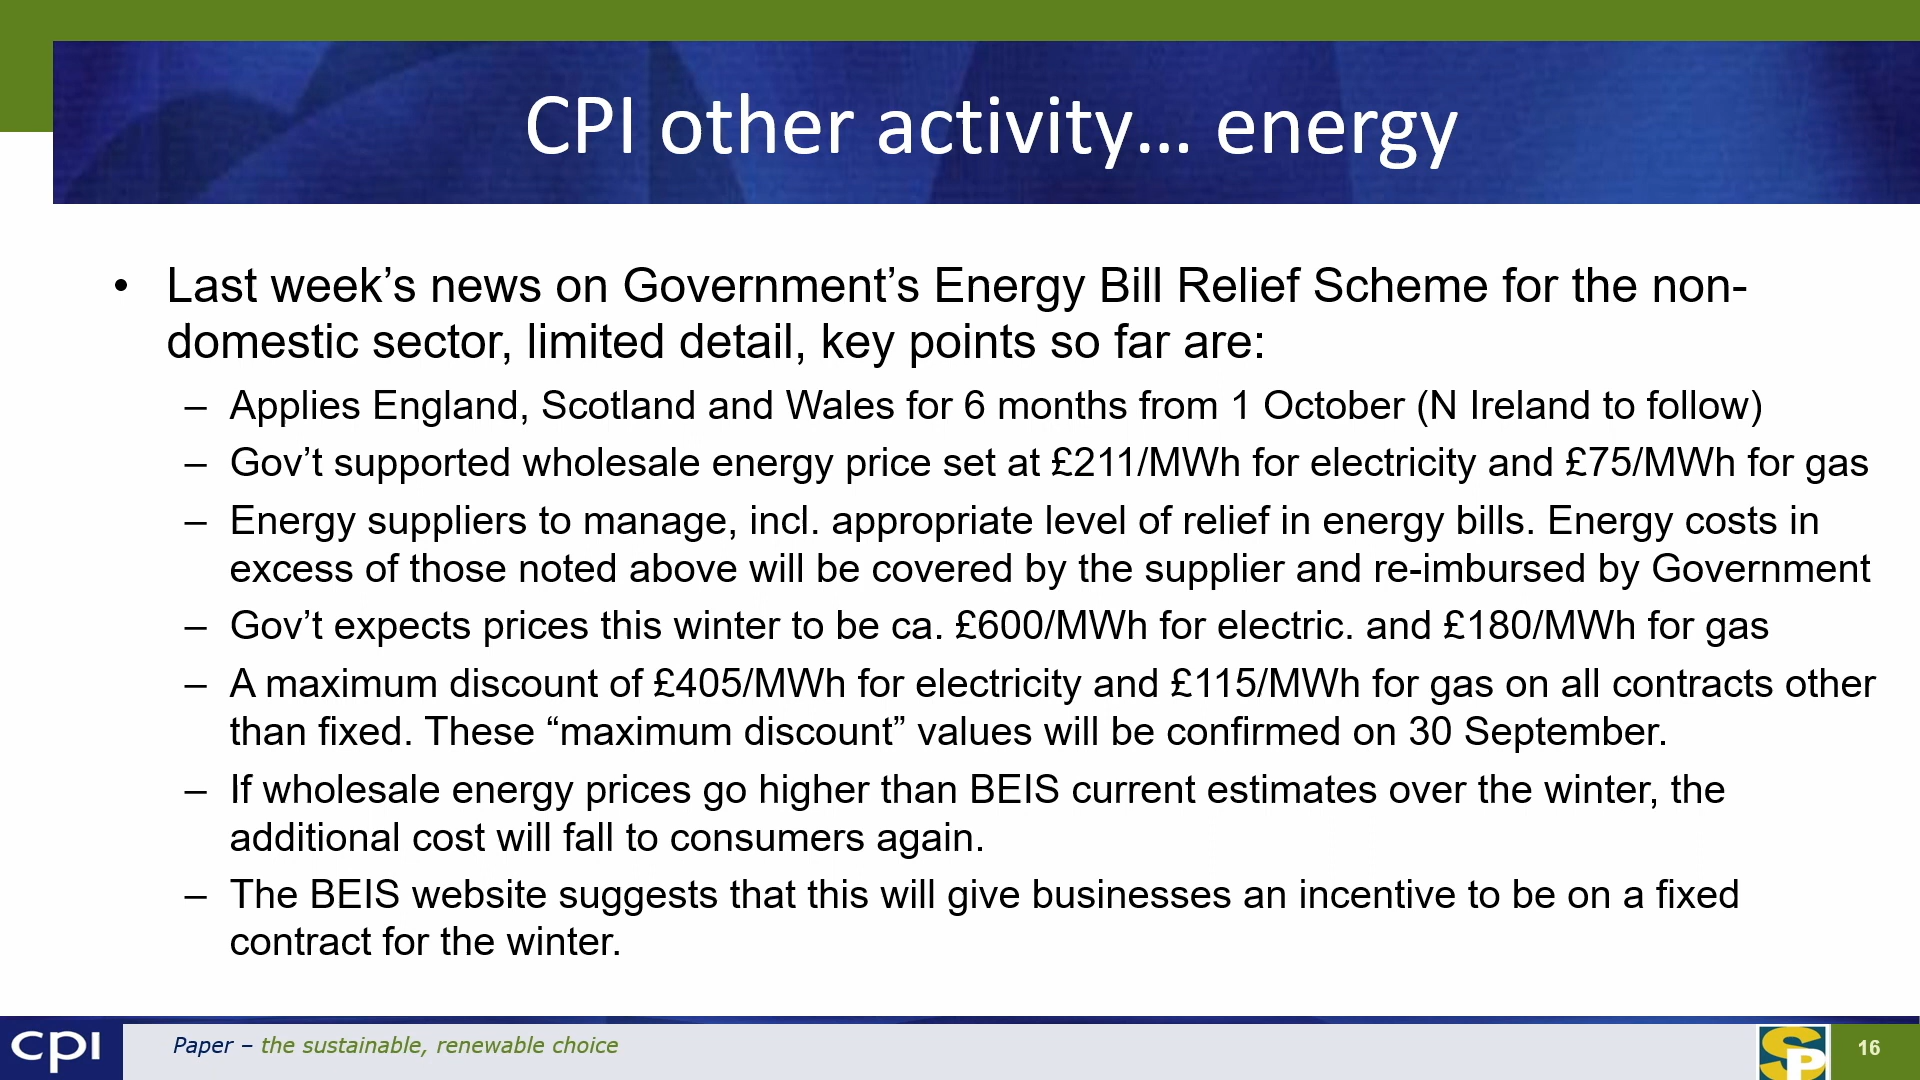 CPI other activity… energy
• Last week’s news on Government’s Energy Bill Relief Scheme for the non-
domestic sector, limited detail, key points so far are:
– Applies England, Scotland and Wales for 6 months from 1 October (N Ireland to follow)
– Gov’t supported wholesale energy price set at £211/MWh for electricity and £75/MWh for gas
– Energy suppliers to manage, incl. appropriate level of relief in energy bills. Energy costs in
excess of those noted above will be covered by the supplier and re-imbursed by Government
– Gov’t expects prices this winter to be ca. £600/MWh for electric. and £180/MWh for gas
– A maximum discount of £405/MWh for electricity and £115/MWh for gas on all contracts other
than fixed. These “maximum discount” values will be confirmed on 30 September.
– If wholesale energy prices go higher than BEIS current estimates over the winter, the
additional cost will fall to consumers again.
– The BEIS website suggests that this will give businesses an incentive to be on a fixed
contract for the winter.
cpi
Paper – the sustainable, renewable choice
SP
16